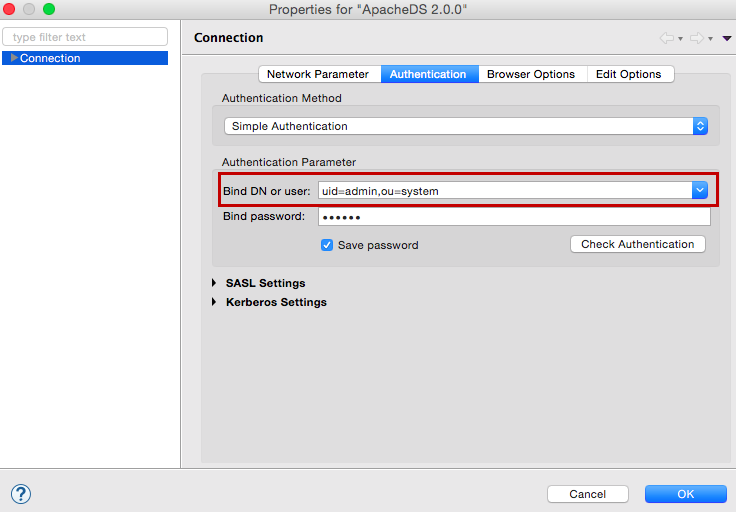 Properties for "ApacheDS 2.0.0"
type filter text
Connection
Connection
Network Parameter Authentication Browser Options Edit Options
Authentication Method
Simple Authentication
Authentication Parameter
Bind DN or user: uid=admin,ou=system
Bind password: ••••••
Save password Check Authentication
SASL Settings
Kerberos Settings
? Cancel OK